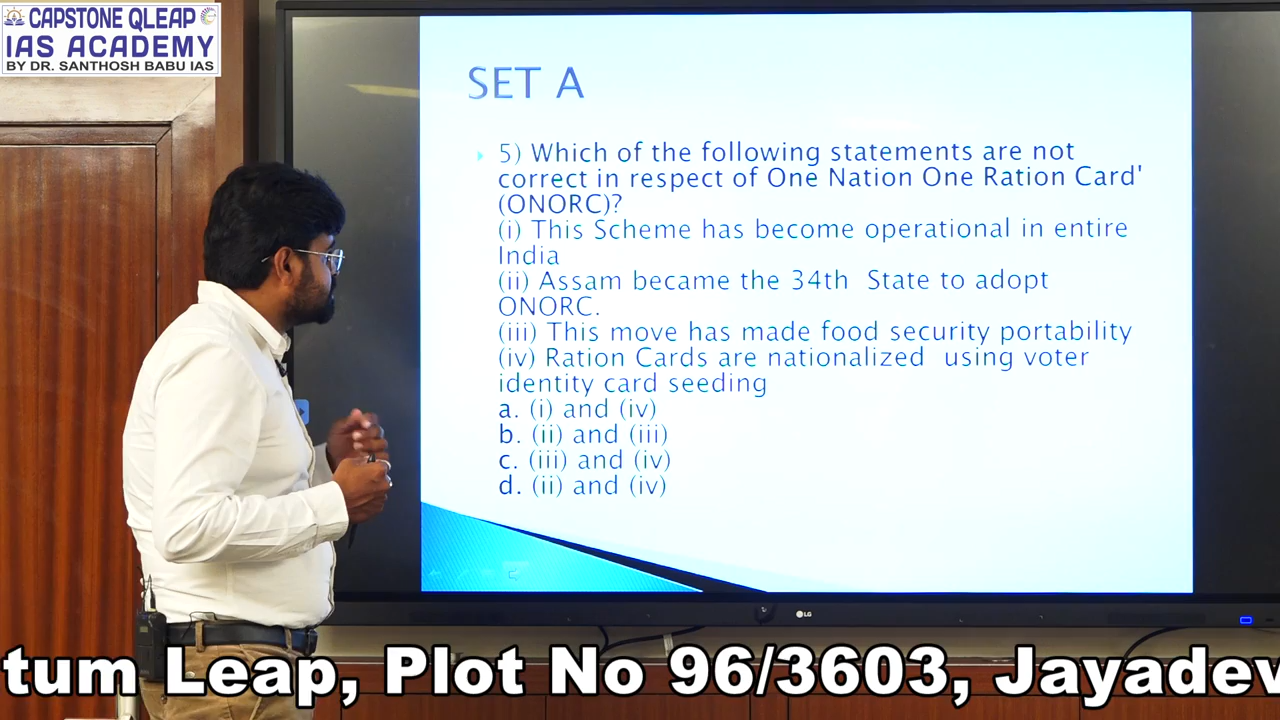 CAPSTONE QLEAP
IAS ACADEMY
BY DR. SANTHOSH BABU IAS
SET A
5) Which of the following statements are not
correct in respect of One Nation One Ration Card'
(ONORC)?
(i) This Scheme has become operational in entire
India
(ii) Assam became the 34th State to adopt
ONORC.
(iii) This move has made food security portability
(iv) Ration Cards are nationalized using voter
identity card seeding
a. (i) and (iv)
b. (ii) and (iii)
c. (iii) and (iv)
d. (ii) and (iv)
LG
tum Leap, Plot No 96/3603, Jayadev